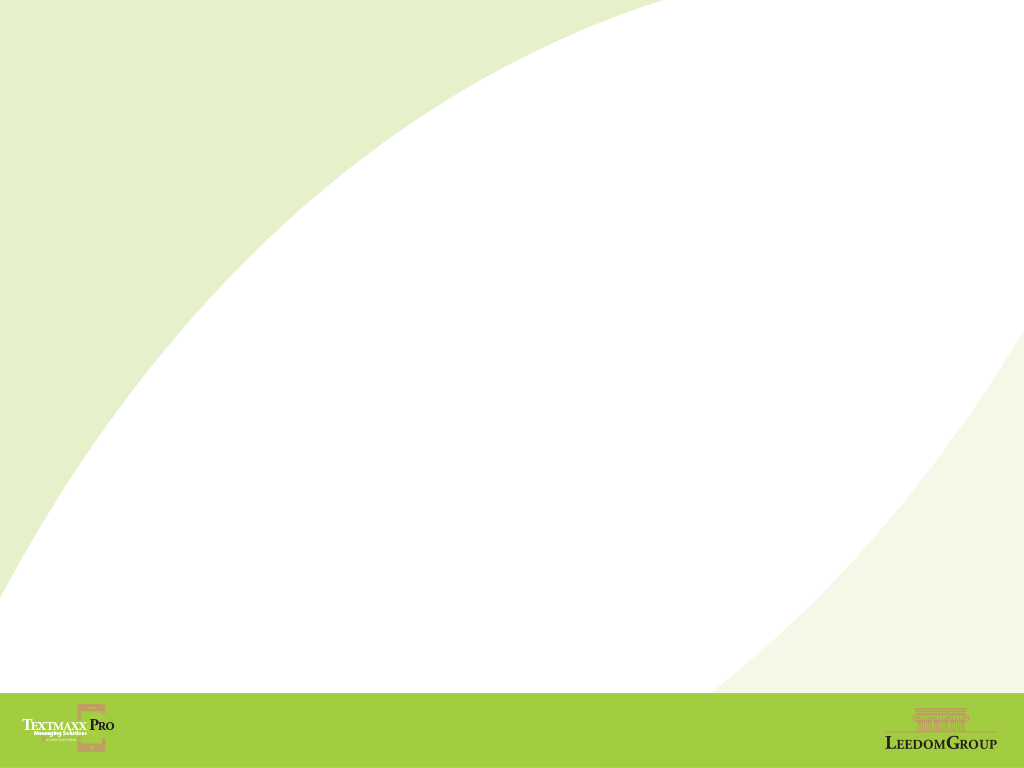 TEXTMAXX PRO
Messaging Solutions
LEEDOMGROUP